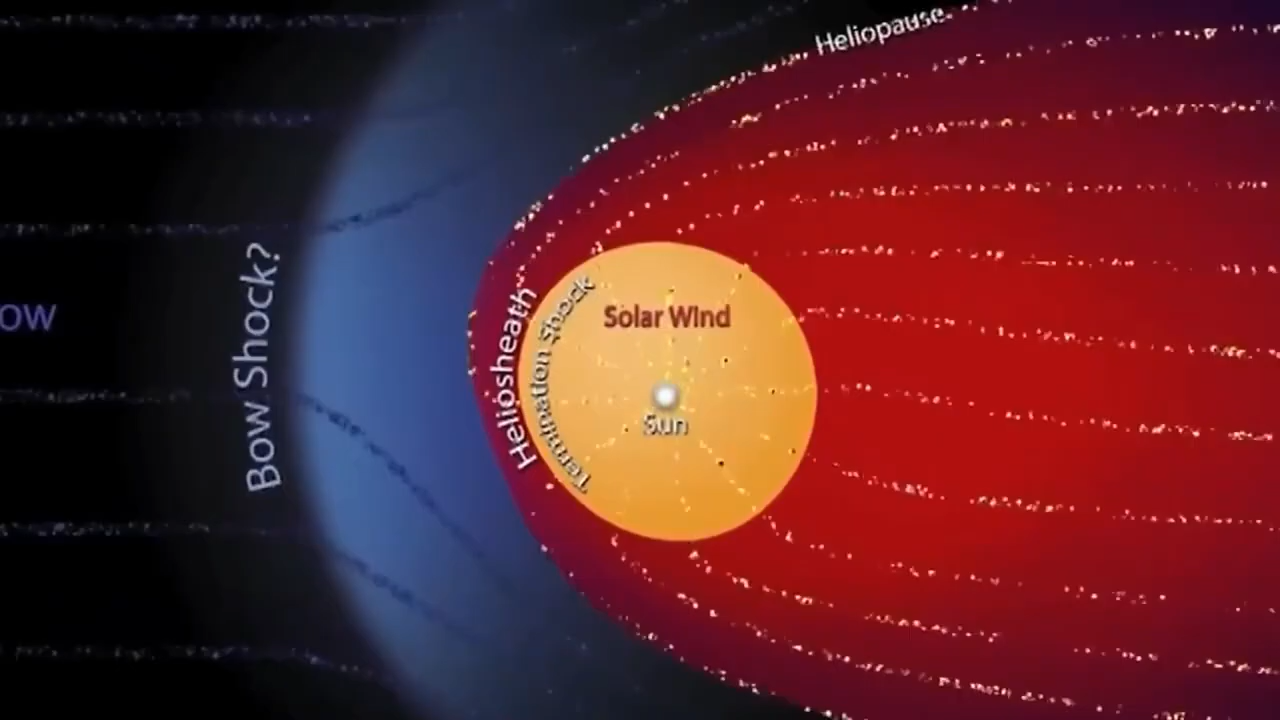 Heliopause
ow
Bow Shock?
Heliosheath
Termination Shock
Solar Wind
Sun